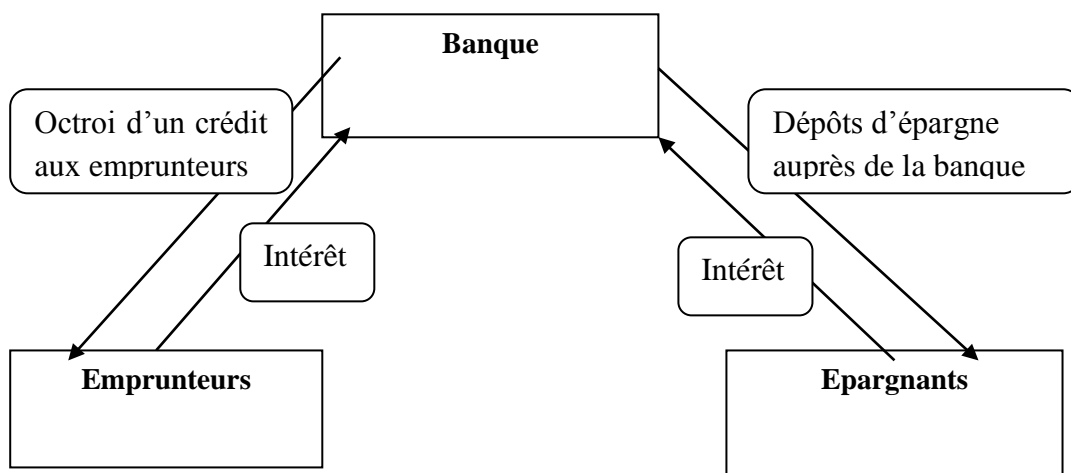 Banque
Octroi d'un crédit
aux emprunteurs
Dépôts d'épargne
auprès de la banque
Intérêt
Intérêt
Emprunteurs
Epargnants